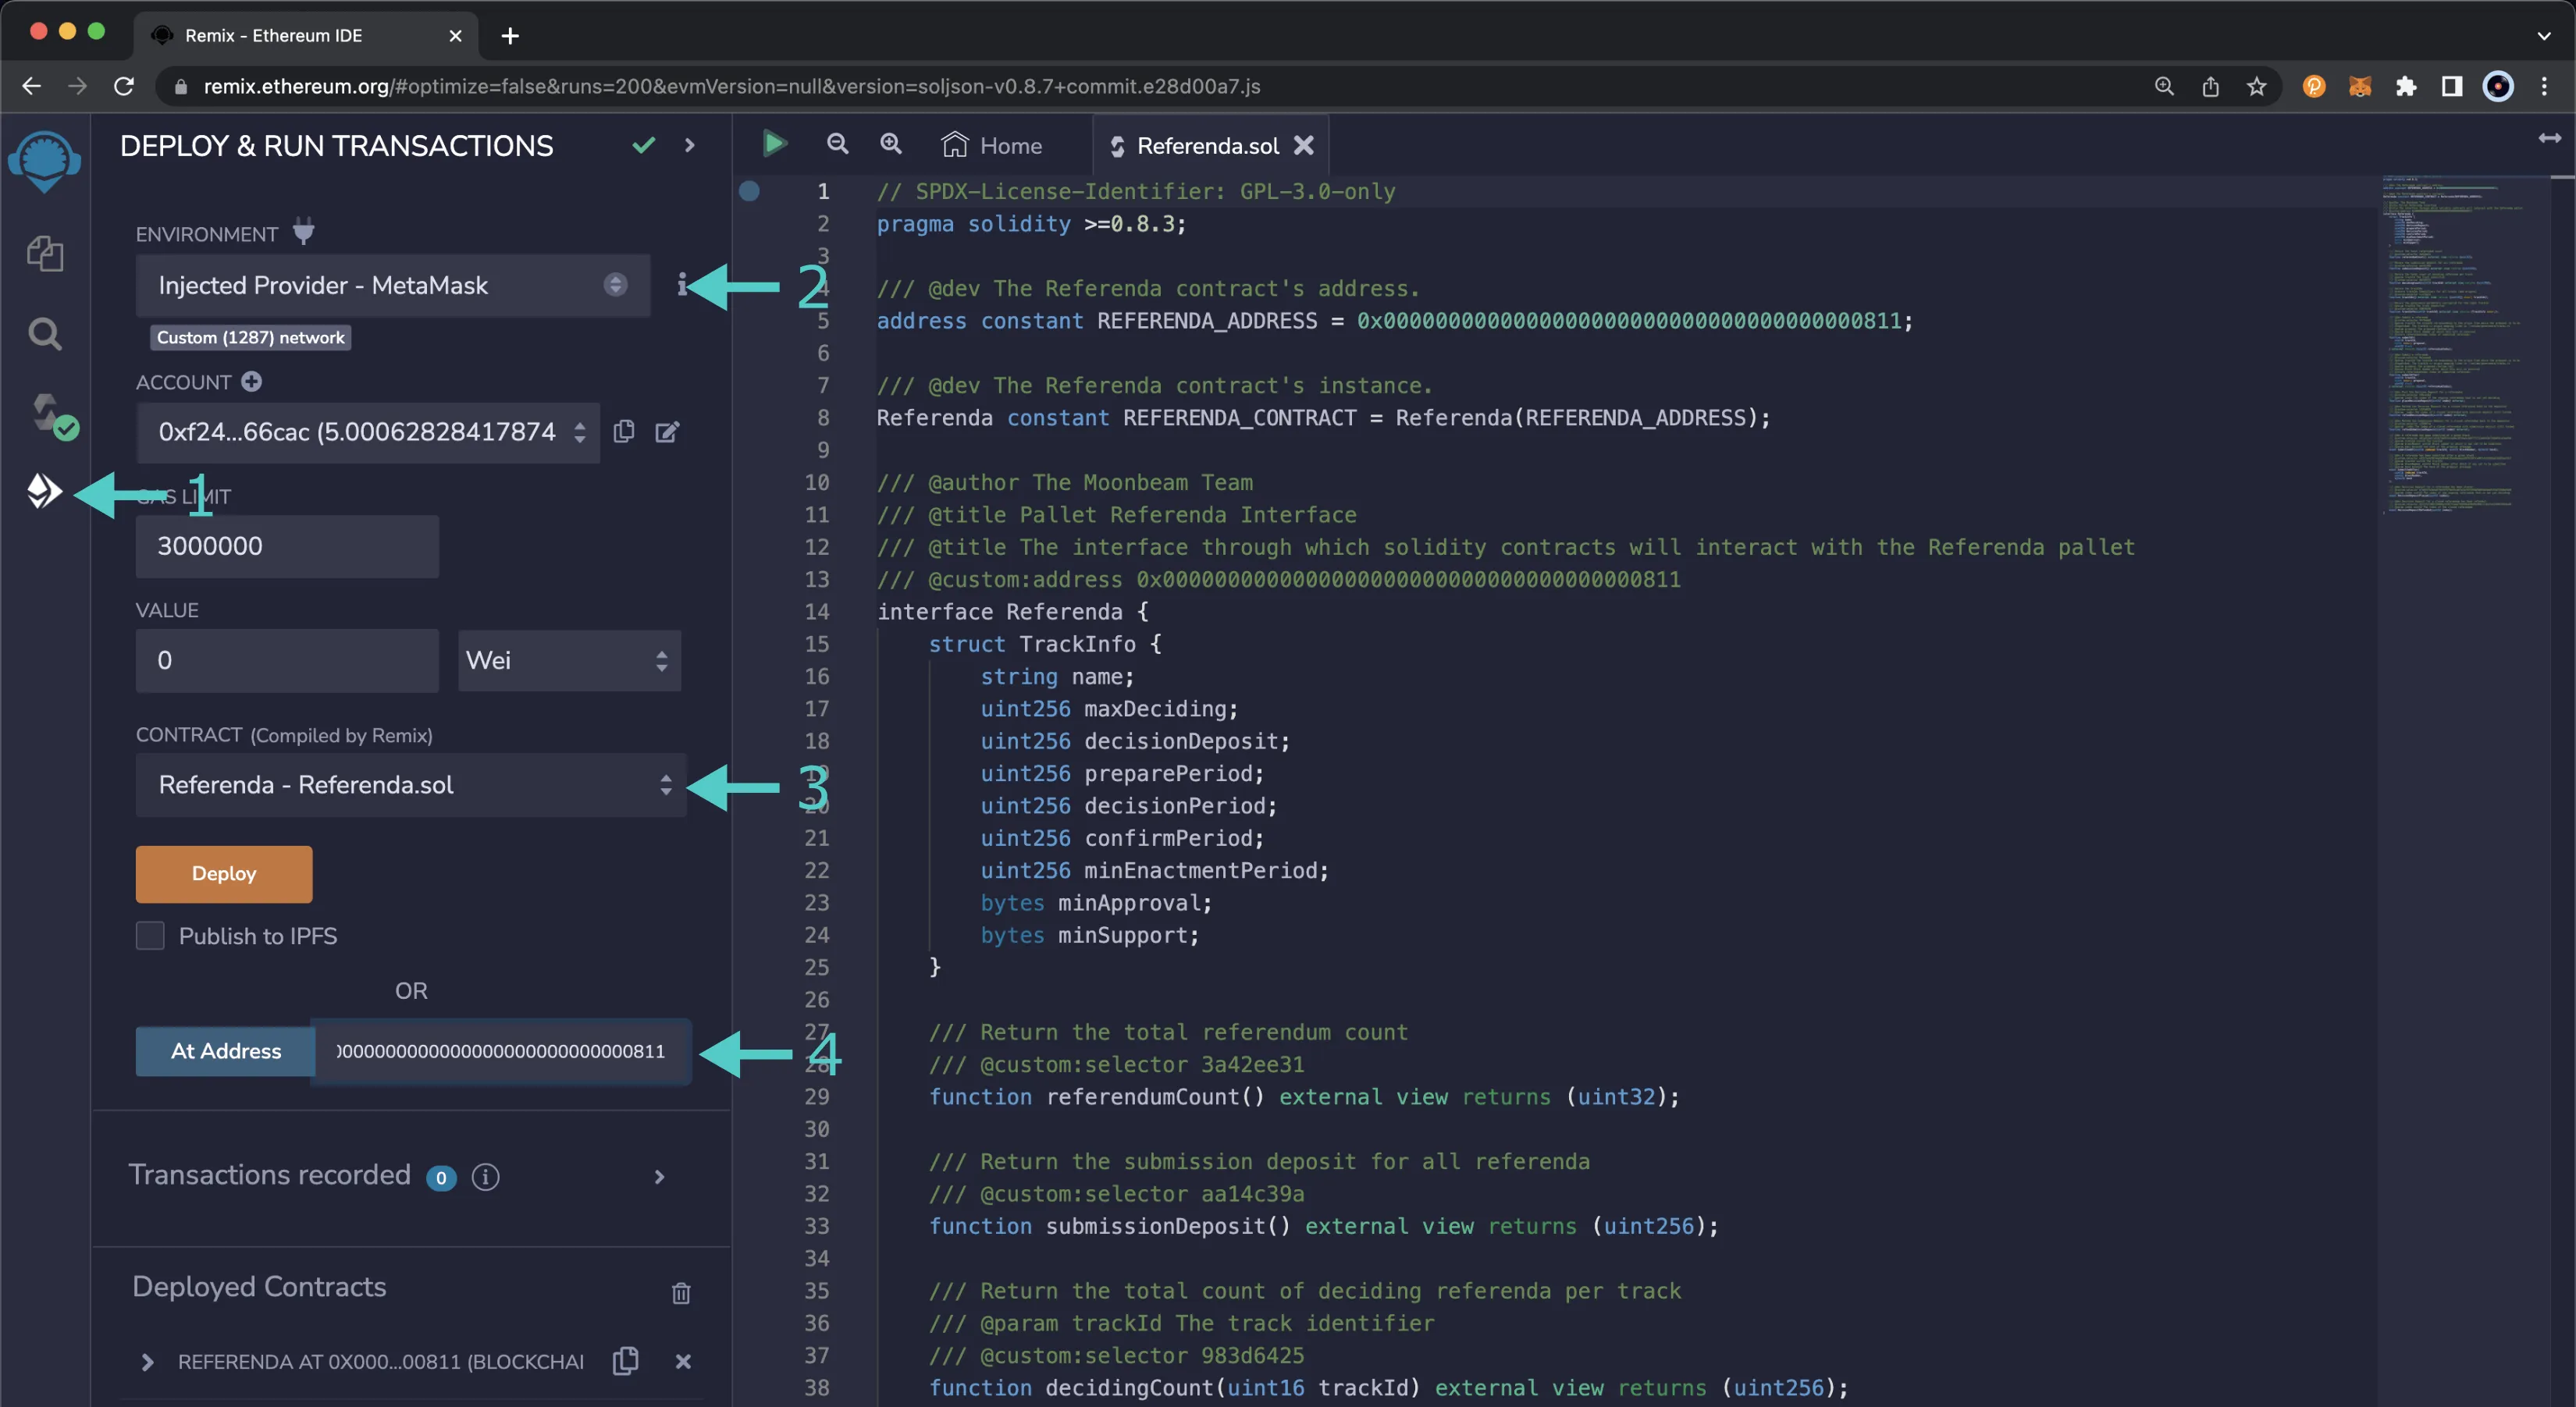 Remix - Ethereum IDE
remix.ethereum.org/#optimize=false&runs=200&evmVersion=null&version=soljson-v0.8.7+commit.e28d00a7.js
DEPLOY & RUN TRANSACTIONS
ENVIRONMENT
Injected Provider - MetaMask
2
Custom (1287) network
ACCOUNT
0xf24...66cac (5.00062828417874
1
GAS LIMIT
3000000
VALUE
0
Wei
CONTRACT (Compiled by Remix)
Referenda - Referenda.sol
3
Deploy
Publish to IPFS
OR
At Address
4
Transactions recorded 0
Deployed Contracts
REFERENDA AT 0X000...00811 (BLOCKCHAI
Home
Referenda.sol
1 // SPDX-License-Identifier: GPL-3.0-only
2 pragma solidity >=0.8.3;
3
4 /// @dev The Referenda contract's address.
5 address constant REFERENDA_ADDRESS = 0x0000000000000000000000000000000000000811;
6
7 /// @dev The Referenda contract's instance.
8 Referenda constant REFERENDA_CONTRACT = Referenda(REFERENDA_ADDRESS);
9
10 /// @author The Moonbeam Team
11 /// @title Pallet Referenda Interface
12 /// @title The interface through which solidity contracts will interact with the Referenda pallet
13 /// @custom:address 0x0000000000000000000000000000000000000811
14 interface Referenda {
15 struct TrackInfo {
16 string name;
17 uint256 maxDeciding;
18 uint256 decisionDeposit;
19 uint256 preparePeriod;
20 uint256 decisionPeriod;
21 uint256 confirmPeriod;
22 uint256 minEnactmentPeriod;
23 bytes minApproval;
24 bytes minSupport;
25 }
26
27 /// Return the total referendum count
28 /// @custom:selector 3a42ee31
29 function referendumCount() external view returns (uint32);
30
31 /// Return the submission deposit for all referenda
32 /// @custom:selector aa14c39a
33 function submissionDeposit() external view returns (uint256);
34
35 /// Return the total count of deciding referenda per track
36 /// @param trackId The track identifier
37 /// @custom:selector 983d6425
38 function decidingCount(uint16 trackId) external view returns (uint256);